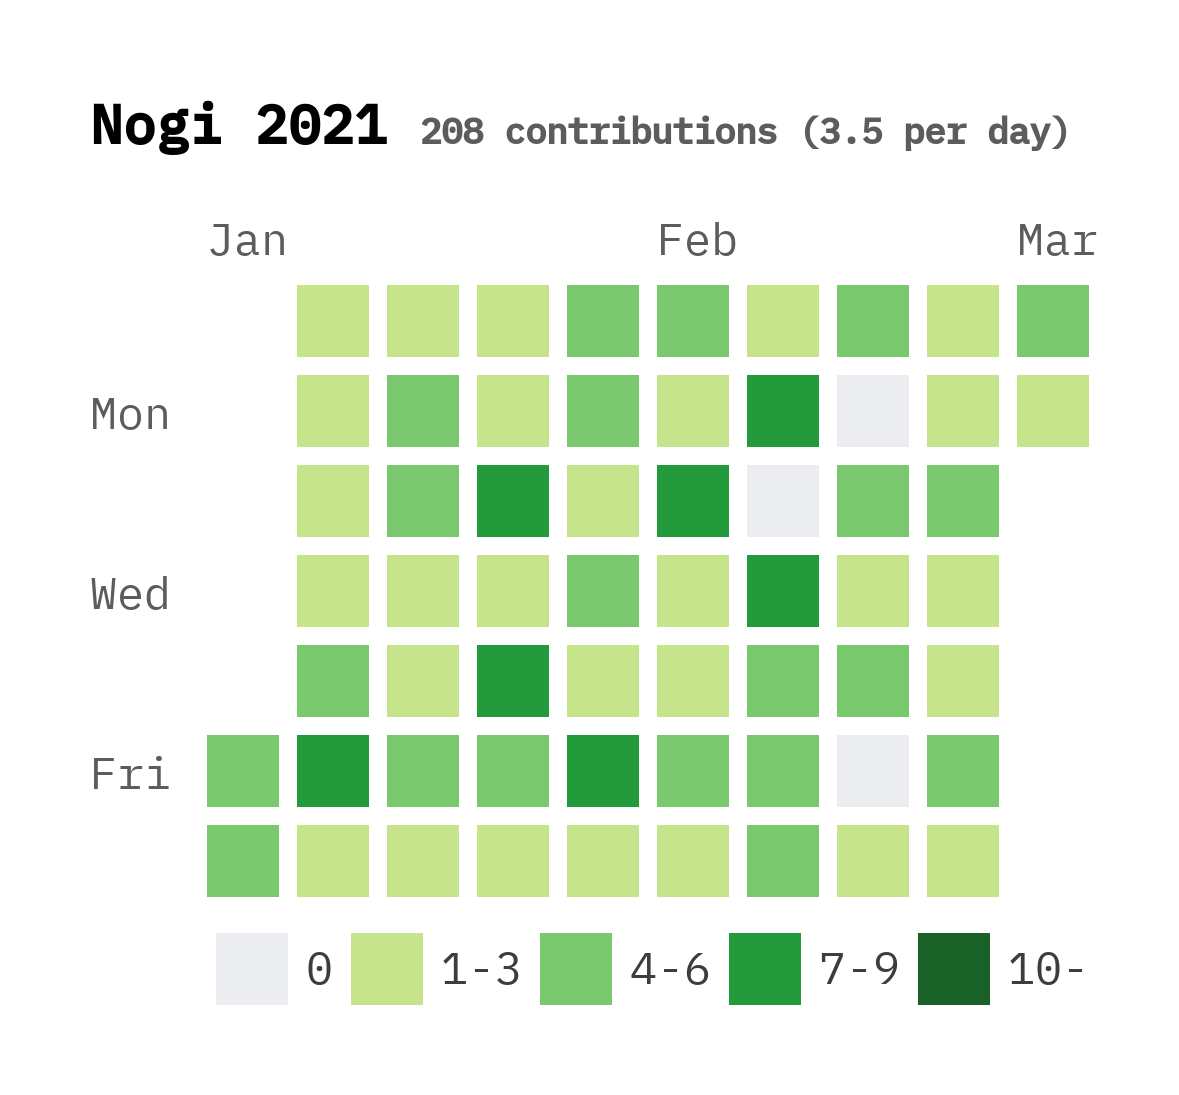 Nogi 2021 208 contributions (3.5 per day)
Jan Feb Mar
Mon
Wed
Fri
0 1-3 4-6 7-9 10-